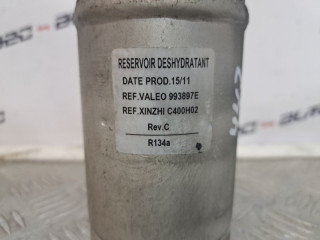 RESERVOIR DESHYDRATANT
DATE PROD.15/11
REF.VALEO 993897E
REF.XINZHI C400H02
Rev.C
R134a